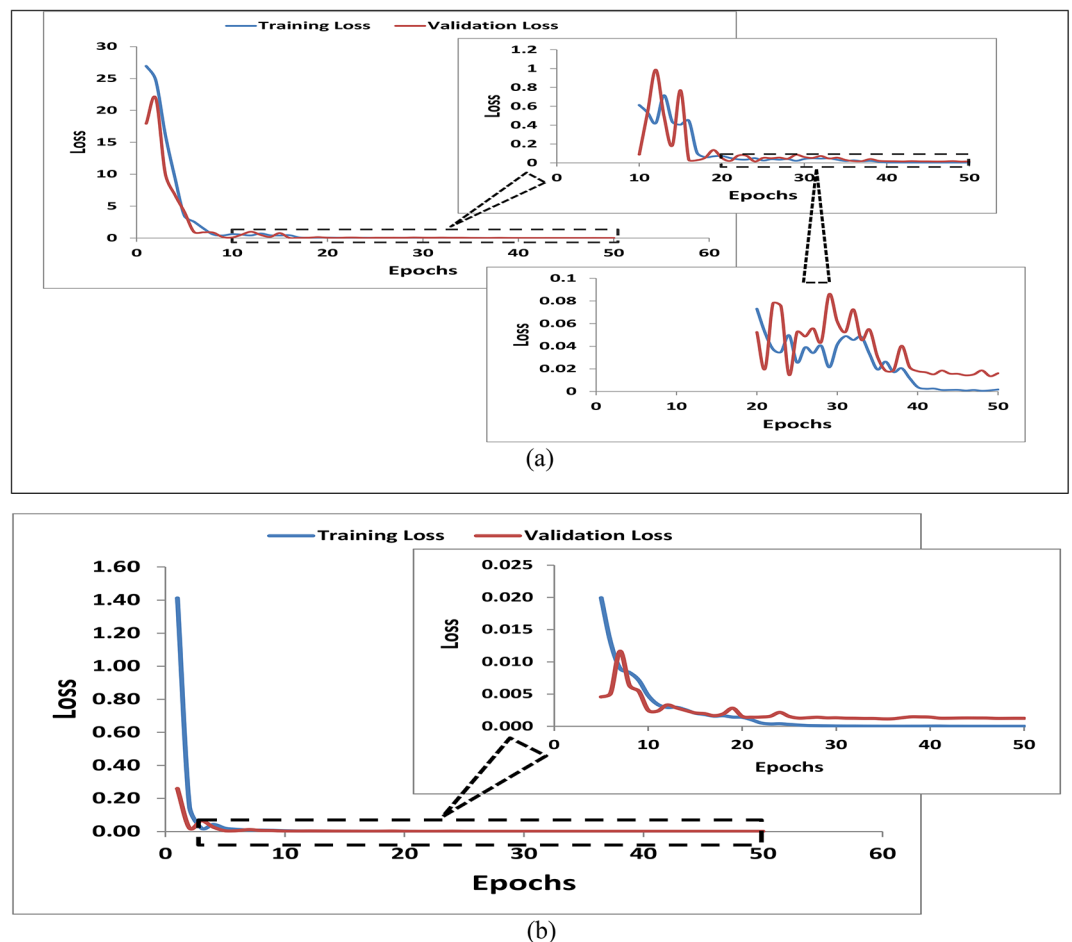 Training Loss Validation Loss
30
25
20
15
10
5
0
Loss
0 10 20 30 40 50 60
Epochs
1.2
1
0.8
0.6
0.4
0.2
0
Loss
0 10 20 30 40 50
Epochs
0.1
0.08
0.06
0.04
0.02
0
Loss
0 10 20 30 40 50
Epochs
(a)
Training Loss Validation Loss
1.60
1.40
1.20
1.00
0.80
0.60
0.40
0.20
0.00
Loss
0 10 20 30 40 50 60
Epochs
0.025
0.020
0.015
0.010
0.005
0.000
Loss
0 10 20 30 40 50
Epochs
(b)